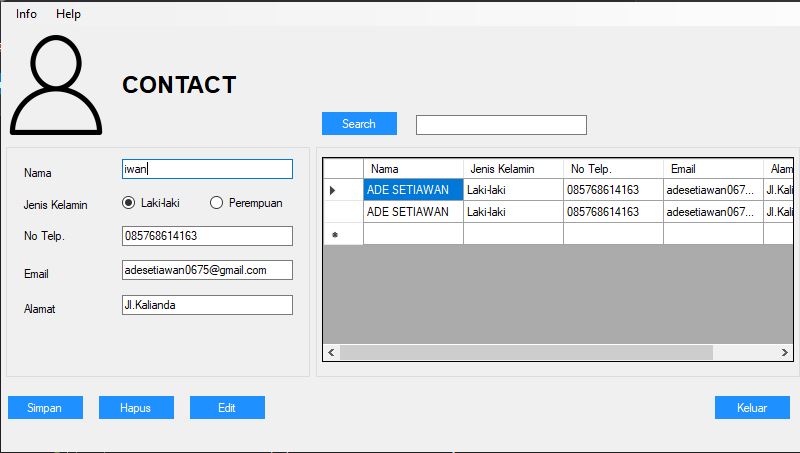 Info Help
CONTACT
Search
Nama iwan
Jenis Kelamin Laki-laki Perempuan
No Telp. 085768614163
Email adesetiawan0675@gmail.com
Alamat Jl.Kalianda
Nama Jenis Kelamin No Telp. Email Alam
ADE SETIAWAN Laki-laki 085768614163 adesetiawan067... Jl.Kalia
ADE SETIAWAN Laki-laki 085768614163 adesetiawan067... Jl.Kalia
Simpan Hapus Edit Keluar